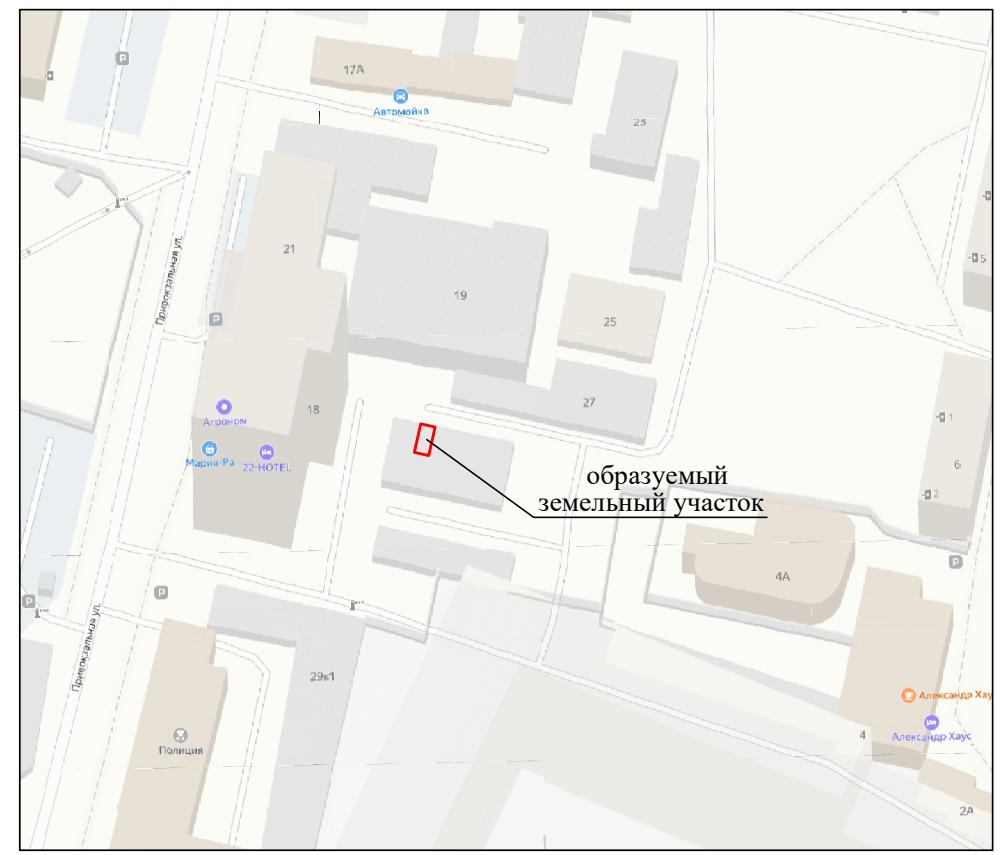 P
17А
Автомойка
23
21
5
Привокзальная ул.
19
P
25
18
27
Агроном
1
Мария-Ра
22-HOTEL
6
образуемый
земельный участок
2
4А
P
P
P
Привокзальная ул.
29к1
Александр Хау
Полиция
4
Александр Хаус
2А